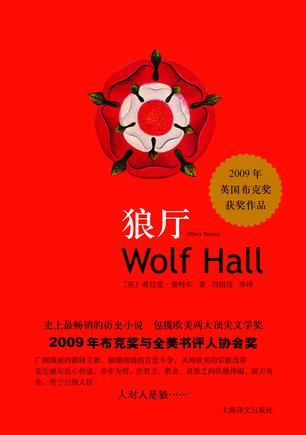 2009年
英国布克奖
获奖作品
狼厅
Hilary Mantel
Wolf Hall
[英] 希拉里·曼特尔 著 刘国枝 等译
史上最畅销的历史小说 包揽欧美两大顶尖文学奖
2009年布克奖与全美书评人协会奖
广阔瑰丽的都铎王朝，暗潮汹涌的宫廷斗争，风雨欲来的宗教改革
克伦威尔处心积虑、步步为营，在君主、教会、贵族之间纵横捭阖，游刃有
余，终于位极人臣
人对人是狼……
上海译文出版社